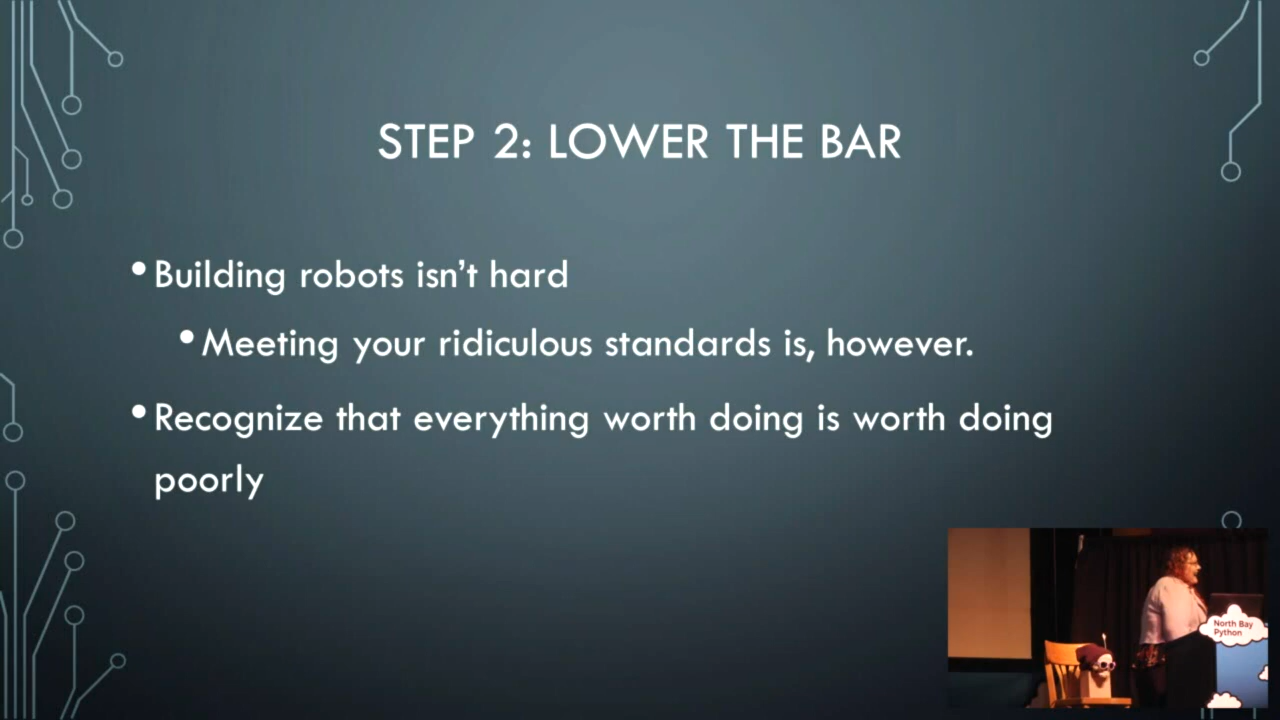 STEP 2: LOWER THE BAR
•Building robots isn't hard
•Meeting your ridiculous standards is, however.
•Recognize that everything worth doing is worth doing
poorly
North Bay
Python